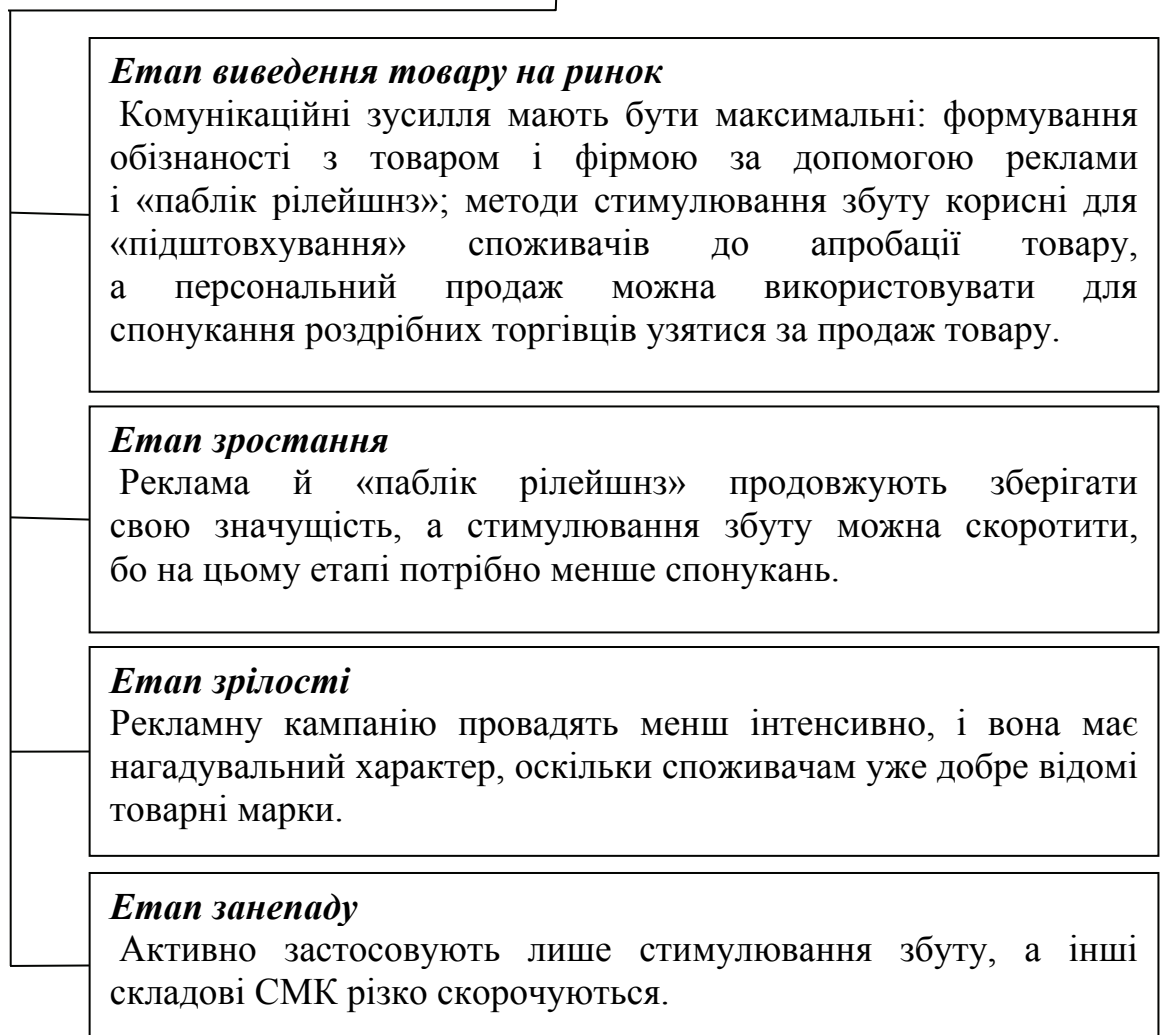 Етап виведення товару на ринок
Комунікаційні зусилля мають бути максимальні: формування
обізнаності з товаром і фірмою за допомогою реклами
і «паблік рілейшнз»; методи стимулювання збуту корисні для
«підштовхування» споживачів до апробації товару,
а персональний продаж можна використовувати для
спонукання роздрібних торгівців узятися за продаж товару.
Етап зростання
Реклама й «паблік рілейшнз» продовжують зберігати
свою значущість, а стимулювання збуту можна скоротити,
бо на цьому етапі потрібно менше спонукань.
Етап зрілості
Рекламну кампанію провадять менш інтенсивно, і вона має
нагадувальний характер, оскільки споживачам уже добре відомі
товарні марки.
Етап занепаду
Активно застосовують лише стимулювання збуту, а інші
складові СМК різко скорочуються.